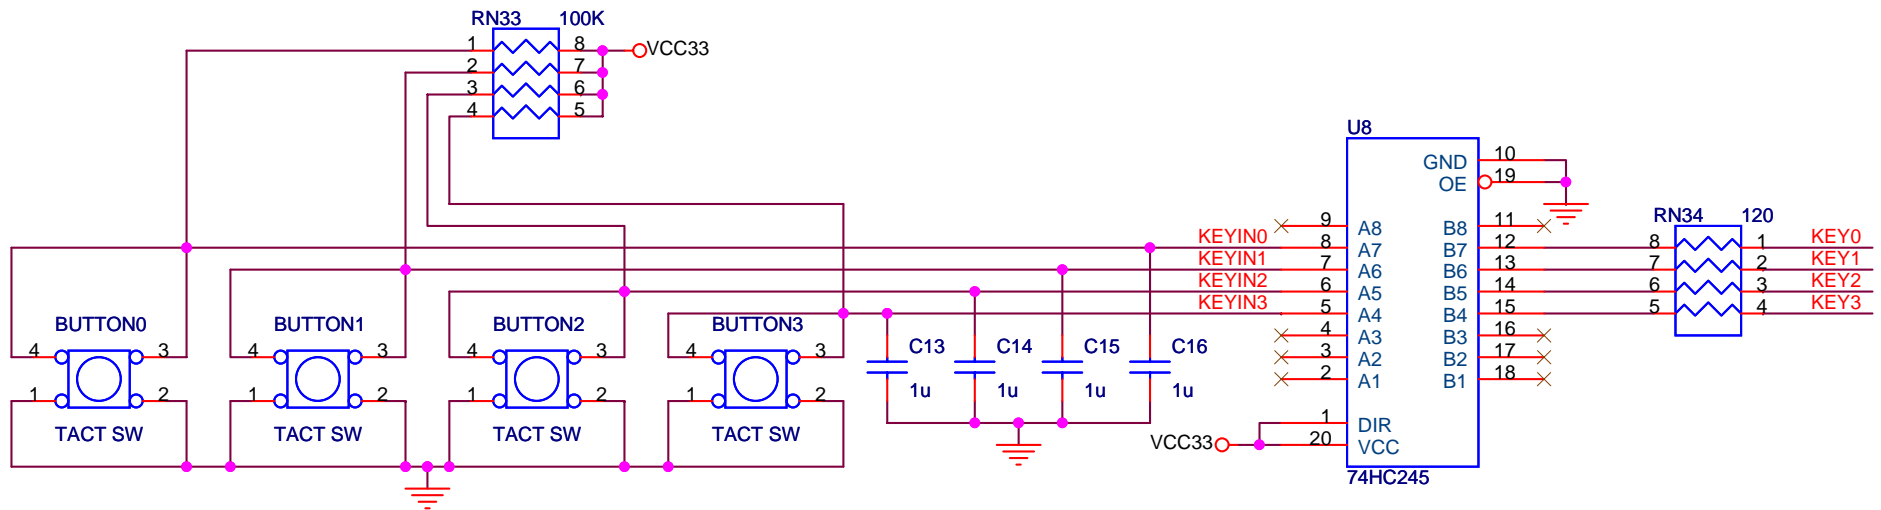 RN33 100K
1 8 VCC33
2 7
3 6
4 5
U8
GND 10
OE 19
RN34 120
9 A8 B8 11
KEYIN0 8 A7 B7 12 8 1 KEY0
KEYIN1 7 A6 B6 13 7 2 KEY1
KEYIN2 6 A5 B5 14 6 3 KEY2
KEYIN3 5 A4 B4 15 5 4 KEY3
BUTTON0 BUTTON1 BUTTON2 BUTTON3
4 A3 B3 16
4 3 4 3 4 3 4 3
C13 C14 C15 C16
3 A2 B2 17
2 A1 B1 18
1u 1u 1u 1u
1 2 1 2 1 2 1 2
1 DIR
TACT SW TACT SW TACT SW TACT SW
VCC33 20 VCC
74HC245